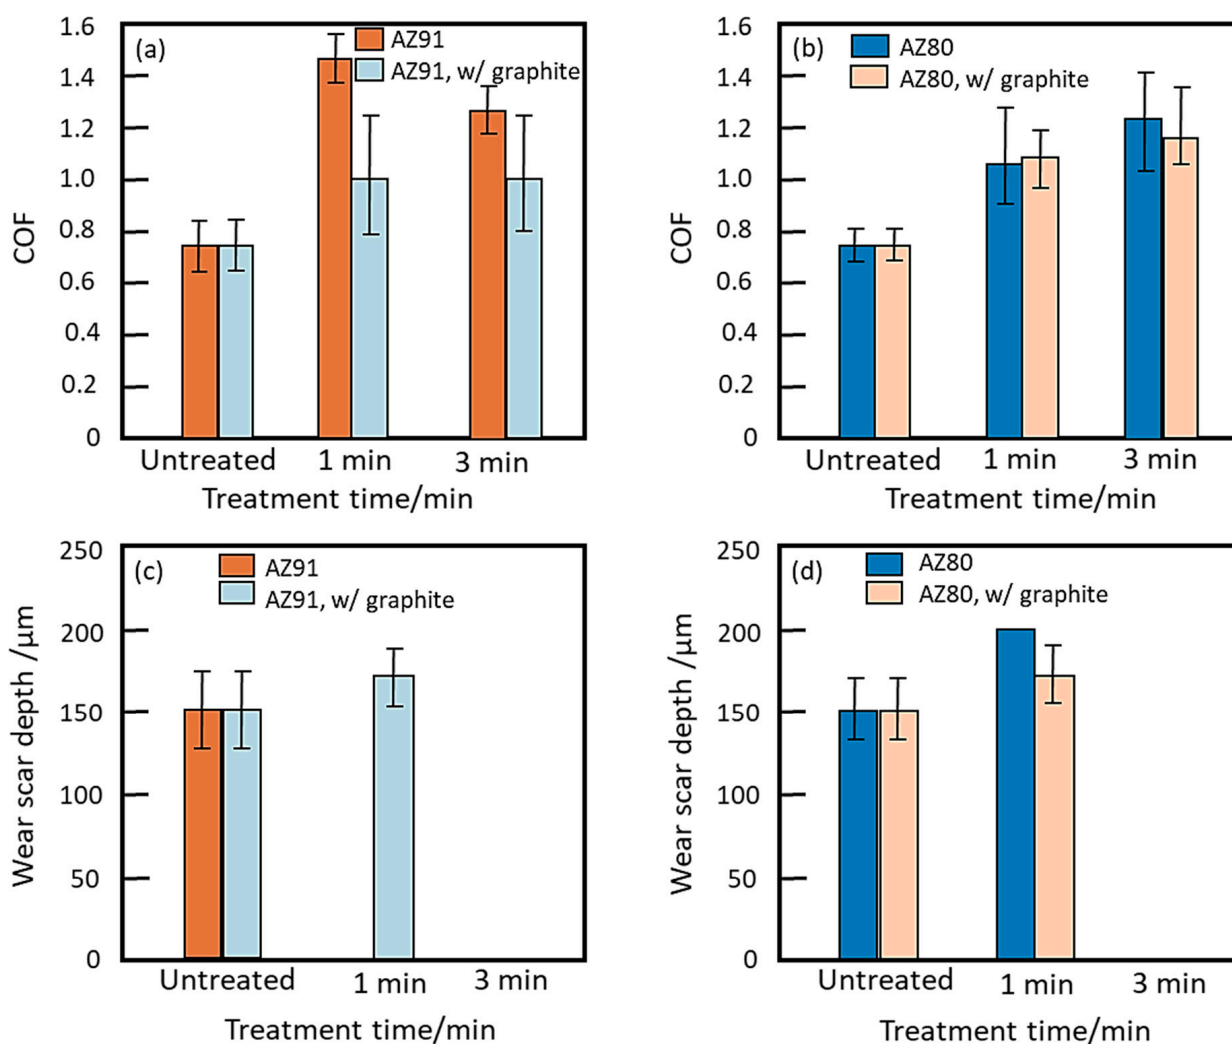 (a)
AZ91
AZ91, w/ graphite
COF
1.6
1.4
1.2
1.0
0.8
0.6
0.4
0.2
0
Untreated 1 min 3 min
Treatment time/min
(b)
AZ80
AZ80, w/ graphite
COF
1.6
1.4
1.2
1.0
0.8
0.6
0.4
0.2
0
Untreated 1 min 3 min
Treatment time/min
(c)
AZ91
AZ91, w/ graphite
Wear scar depth /μm
250
200
150
100
50
0
Untreated 1 min 3 min
Treatment time/min
(d)
AZ80
AZ80, w/ graphite
Wear scar depth /μm
250
200
150
100
50
0
Untreated 1 min 3 min
Treatment time/min